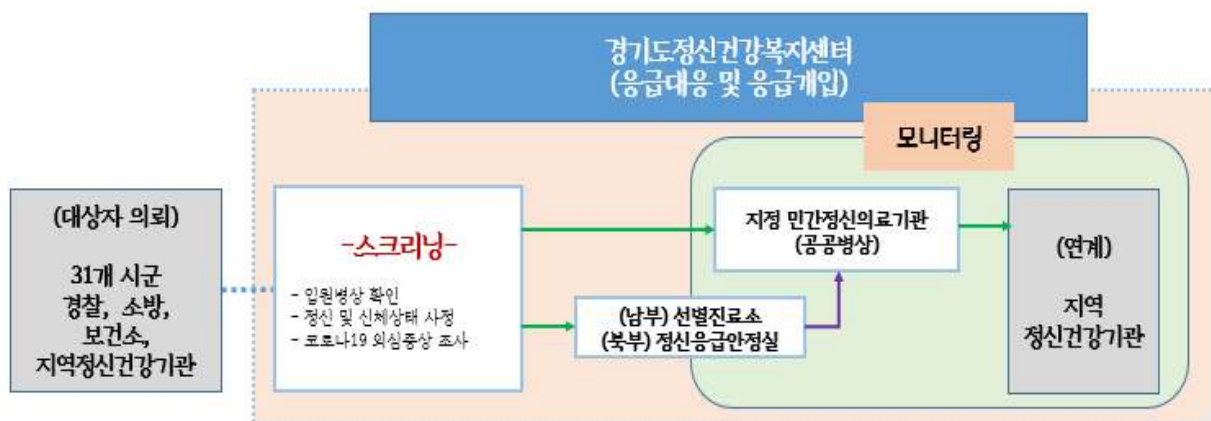 경기도정신건강복지센터
(응급대응 및 응급개입)
모니터링
(대상자 의뢰)
31개 시군
경찰, 소방,
보건소,
지역정신건강기관
-스크리닝-
- 입원병상 확인
- 정신 및 신체상태 사정
- 코로나19 의심증상 조사
지정 민간정신의료기관
(공공병상)
(남부) 선별진료소
(북부) 정신응급안정실
(연계)
지역
정신건강기관